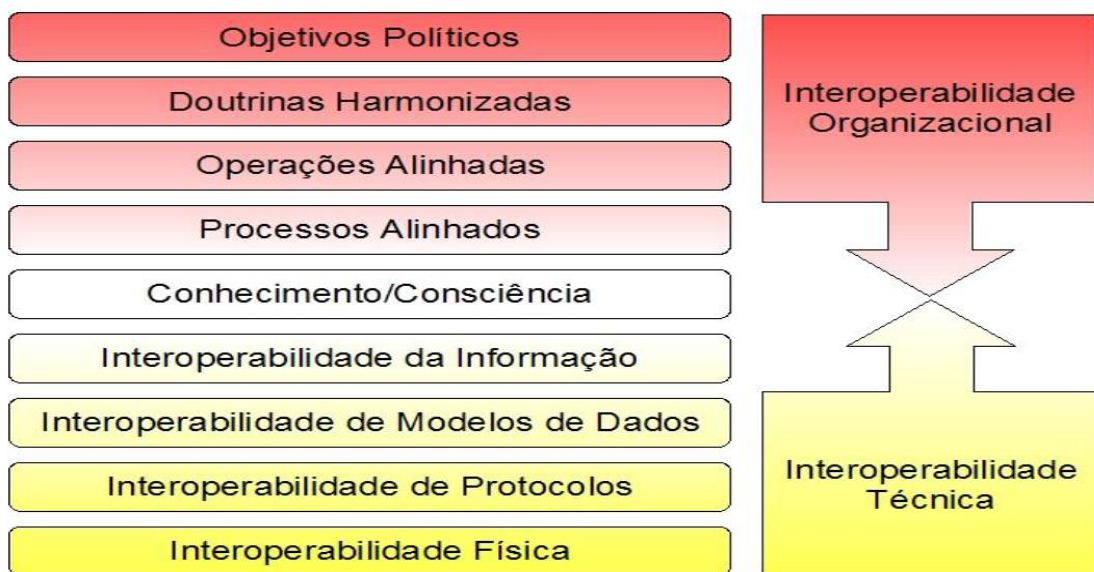 Objetivos Políticos
Doutrinas Harmonizadas
Operações Alinhadas
Processos Alinhados
Conhecimento/Consciência
Interoperabilidade da Informação
Interoperabilidade de Modelos de Dados
Interoperabilidade de Protocolos
Interoperabilidade Física
Interoperabilidade
Organizacional
Interoperabilidade
Técnica